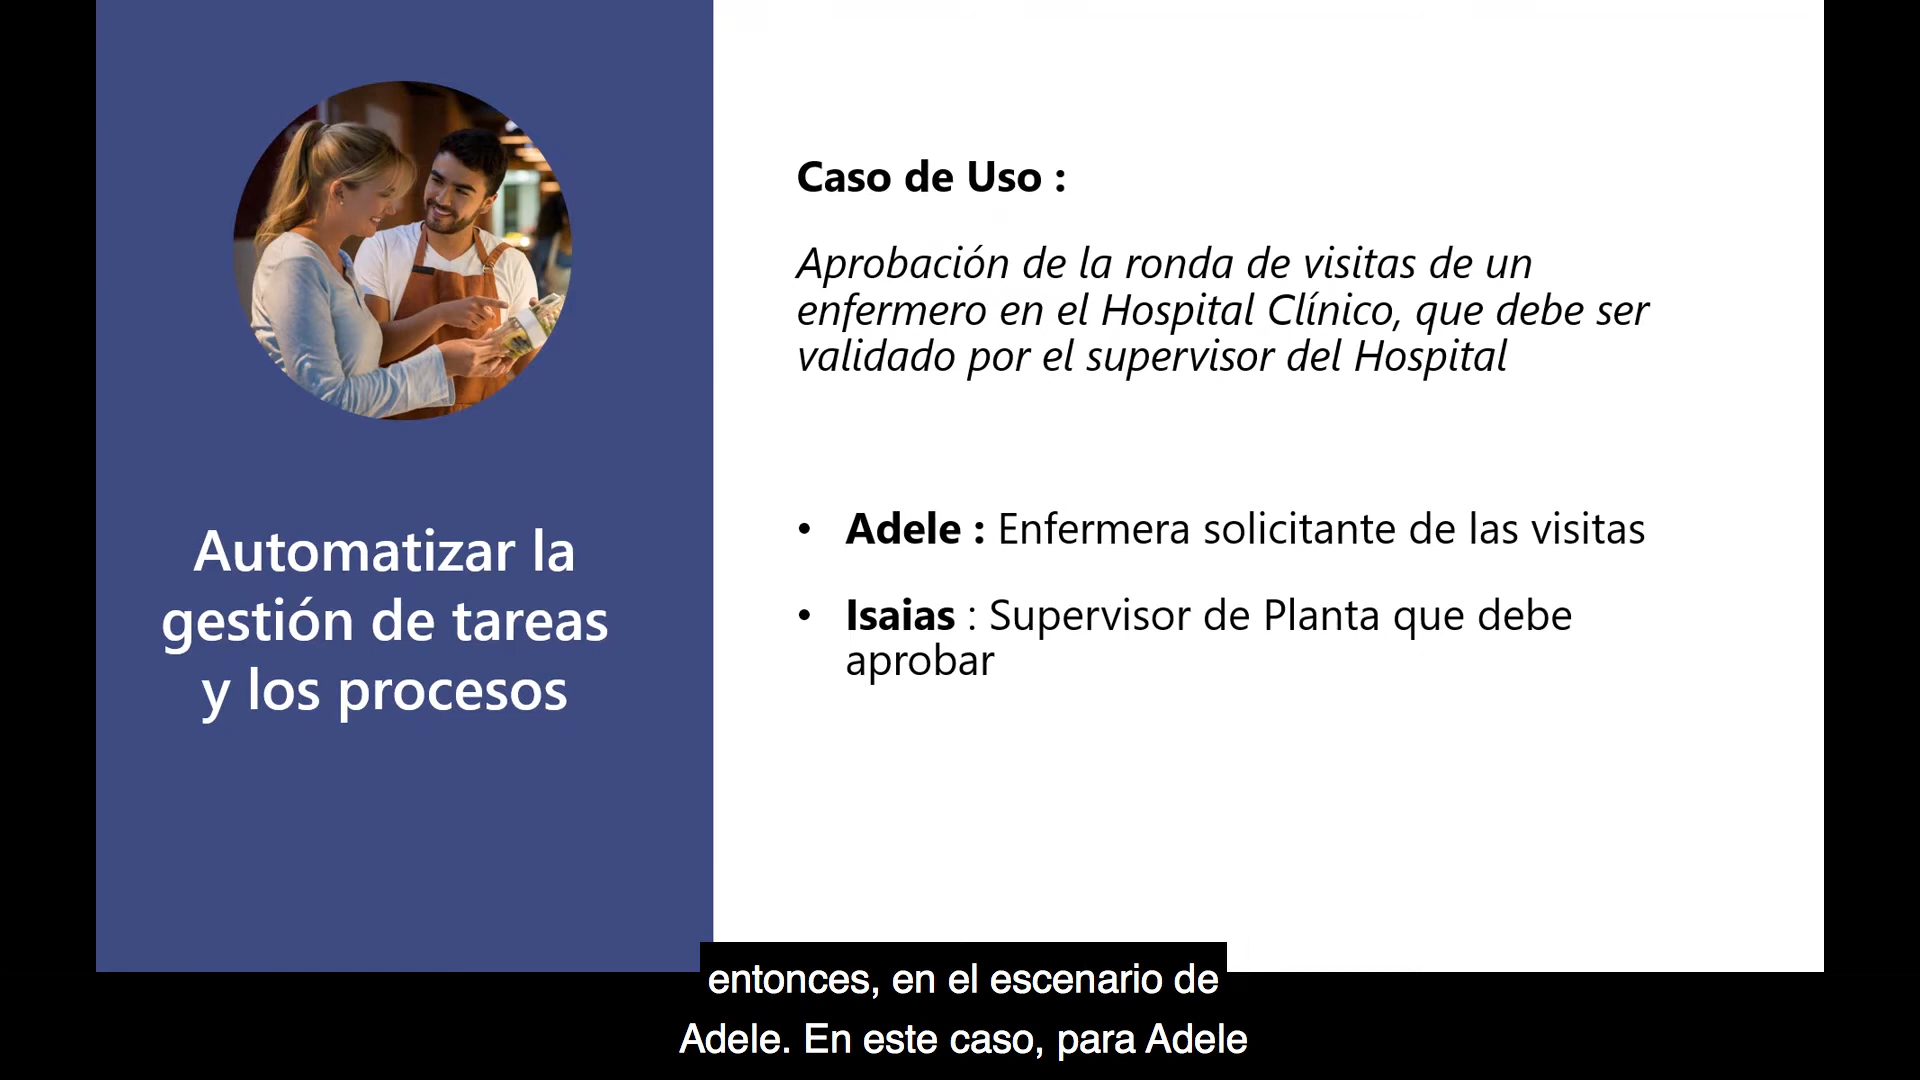 Automatizar la
gestión de tareas
y los procesos
Caso de Uso :
Aprobación de la ronda de visitas de un
enfermero en el Hospital Clínico, que debe ser
validado por el supervisor del Hospital
• Adele : Enfermera solicitante de las visitas
• Isaias : Supervisor de Planta que debe
aprobar
entonces, en el escenario de
Adele. En este caso, para Adele